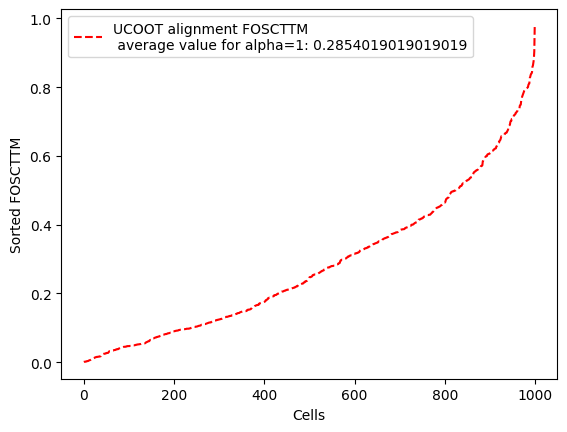 UCOOT alignment FOSCTTM
average value for alpha=1: 0.2854019019019019
1.0
0.8
0.6
0.4
0.2
0.0
Sorted FOSCTTM
0 200 400 600 800 1000
Cells